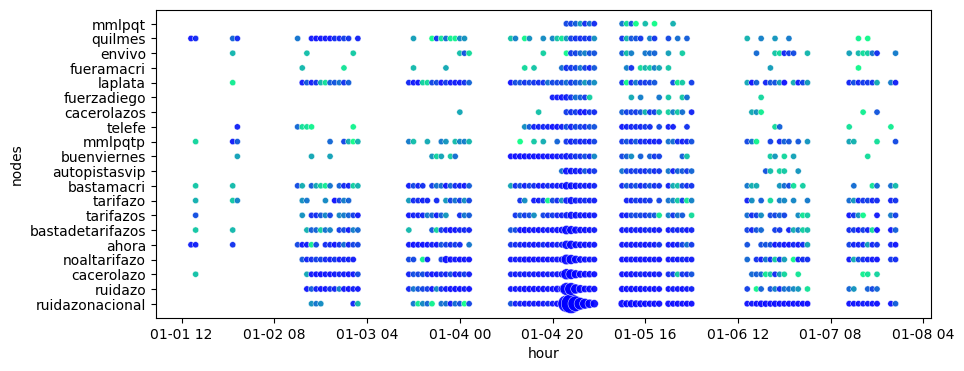 mmlpqt
quilmes
envivo
fueramacri
laplata
fuerzadiego
cacerolazos
telefe
mmlpqtp
buenviernes
autopistasvip
bastamacri
tarifazo
tarifazos
bastadetarifazos
ahora
noaltarifazo
cacerolazo
ruidazo
ruidazonacional
nodes
01-01 12 01-02 08 01-03 04 01-04 00 01-04 20 01-05 16 01-06 12 01-07 08 01-08 04
hour